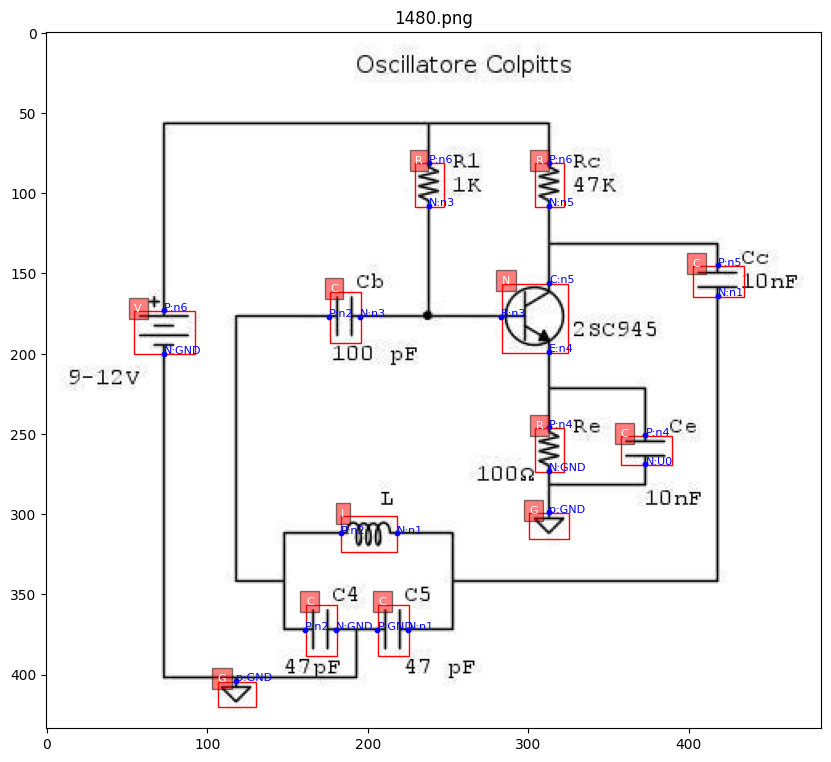 1480.png
Oscillatore Colpitts
R P:n6 R1
1K
N:n3
R P:n6 Rc
47K
N:n5
C P:n5 Cc
10nF
N:n1
C Cb
P:n2 N:n3
100 pF
V + P:n6
N:GND
9-12V
N C:n5
B:n3
2SC945
E:n4
R P:n4 Re
N:GND
100Ω
C P:n4 Ce
N:U0
10nF
G p:GND
L
P:n2 N:n1
C C4
P:n2 N:GND
47pF
C C5
P:GND N:n1
47 pF
G p:GND
0
50
100
150
200
250
300
350
400
0 100 200 300 400